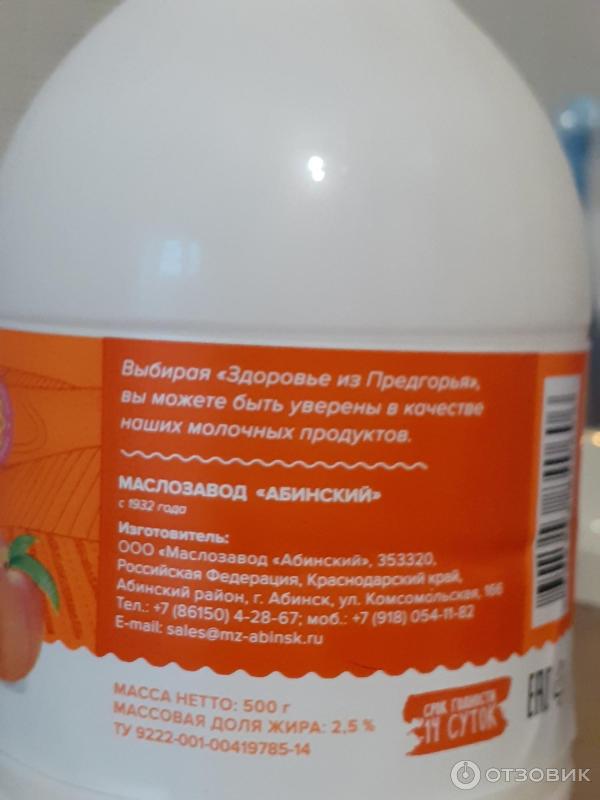 Выбирая «Здоровье из Предгорья»,
вы можете быть уверены в качестве
наших молочных продуктов.
МАСЛОЗАВОД «АБИНСКИЙ»
с 1932 года
Изготовитель:
ООО «Маслозавод «Абинский», 353320,
Российская Федерация, Краснодарский край,
Абинский район, г. Абинск, ул. Комсомольская, 166
Тел.: +7 (86150) 4-28-67; моб.: +7 (918) 054-11-82
E-mail: sales@mz-abinsk.ru
МАССА НЕТТО: 500 г
МАССОВАЯ ДОЛЯ ЖИРА: 2,5 %
ТУ 9222-001-00419785-14
СРОК ГОДНОСТИ
14 СУТОК
EAC
ОТЗОВИК